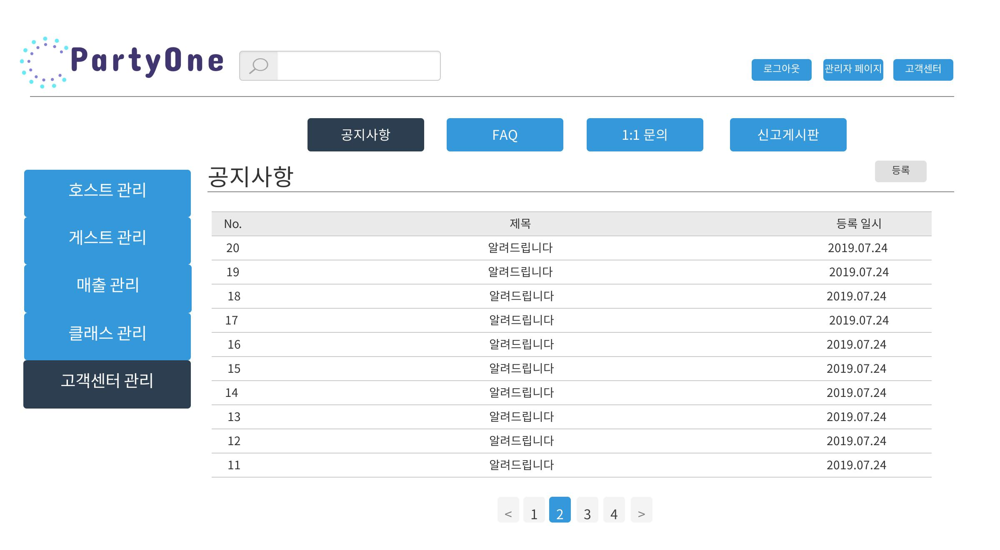 PartyOne
로그아웃 관리자 페이지 고객센터
공지사항 FAQ 1:1 문의 신고게시판
호스트 관리
게스트 관리
매출 관리
클래스 관리
고객센터 관리
공지사항 등록
No. 제목 등록 일시
20 알려드립니다 2019.07.24
19 알려드립니다 2019.07.24
18 알려드립니다 2019.07.24
17 알려드립니다 2019.07.24
16 알려드립니다 2019.07.24
15 알려드립니다 2019.07.24
14 알려드립니다 2019.07.24
13 알려드립니다 2019.07.24
12 알려드립니다 2019.07.24
11 알려드립니다 2019.07.24
< 1 2 3 4 >